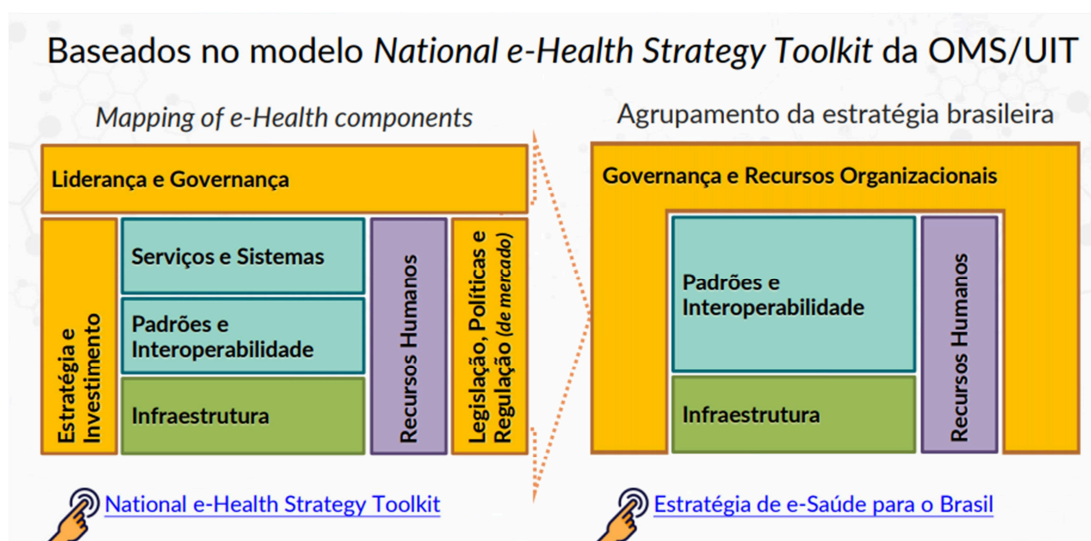 Baseados no modelo National e-Health Strategy Toolkit da OMS/UIT
Mapping of e-Health components
Liderança e Governança
Estratégia e
Investimento
Serviços e Sistemas
Padrões e
Interoperabilidade
Infraestrutura
Recursos Humanos
Legislação, Políticas e
Regulação (de mercado)
National e-Health Strategy Toolkit
Agrupamento da estratégia brasileira
Governança e Recursos Organizacionais
Padrões e
Interoperabilidade
Infraestrutura
Recursos Humanos
Estratégia de e-Saúde para o Brasil